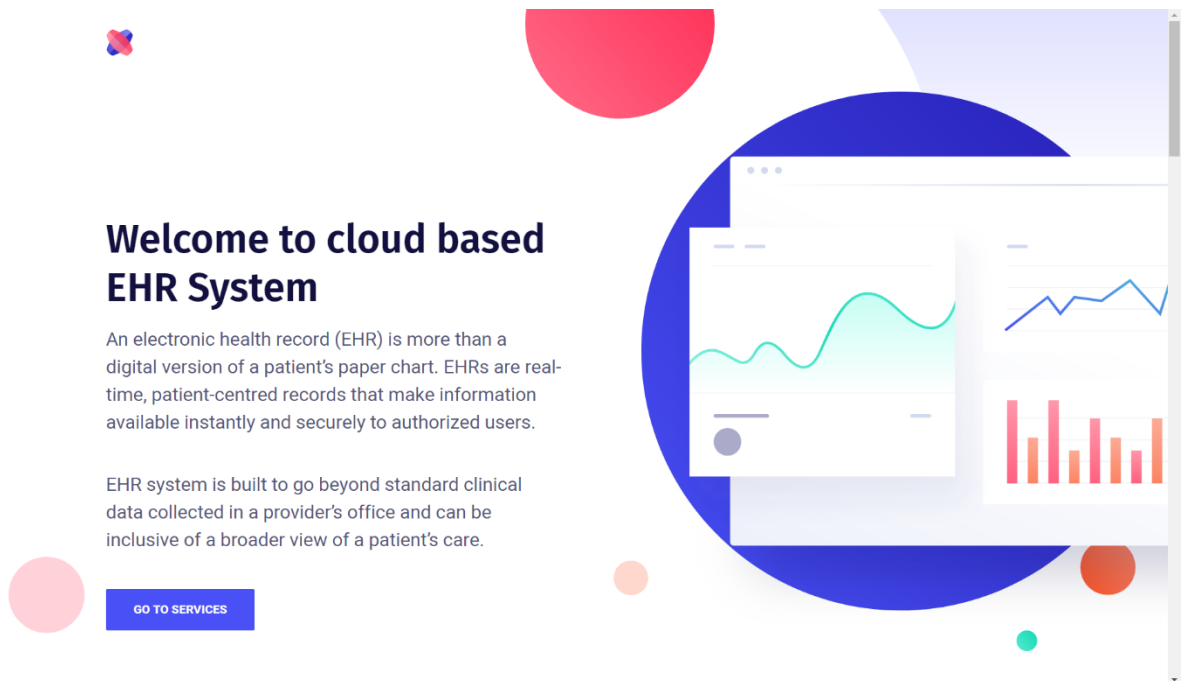 Welcome to cloud based
EHR System
An electronic health record (EHR) is more than a
digital version of a patient’s paper chart. EHRs are real-
time, patient-centred records that make information
available instantly and securely to authorized users.
EHR system is built to go beyond standard clinical
data collected in a provider’s office and can be
inclusive of a broader view of a patient’s care.
GO TO SERVICES